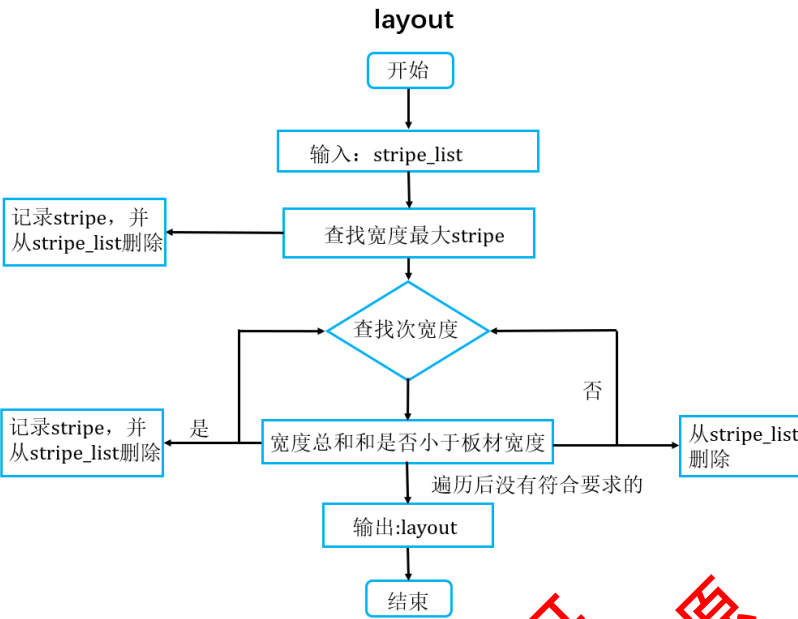 layout
开始
输入：stripe_list
记录stripe，并
从stripe_list删除
查找宽度最大stripe
查找次宽度
否
记录stripe，并
从stripe_list删除
是
宽度总和和是否小于板材宽度
从stripe_list
删除
遍历后没有符合要求的
输出:layout
结束